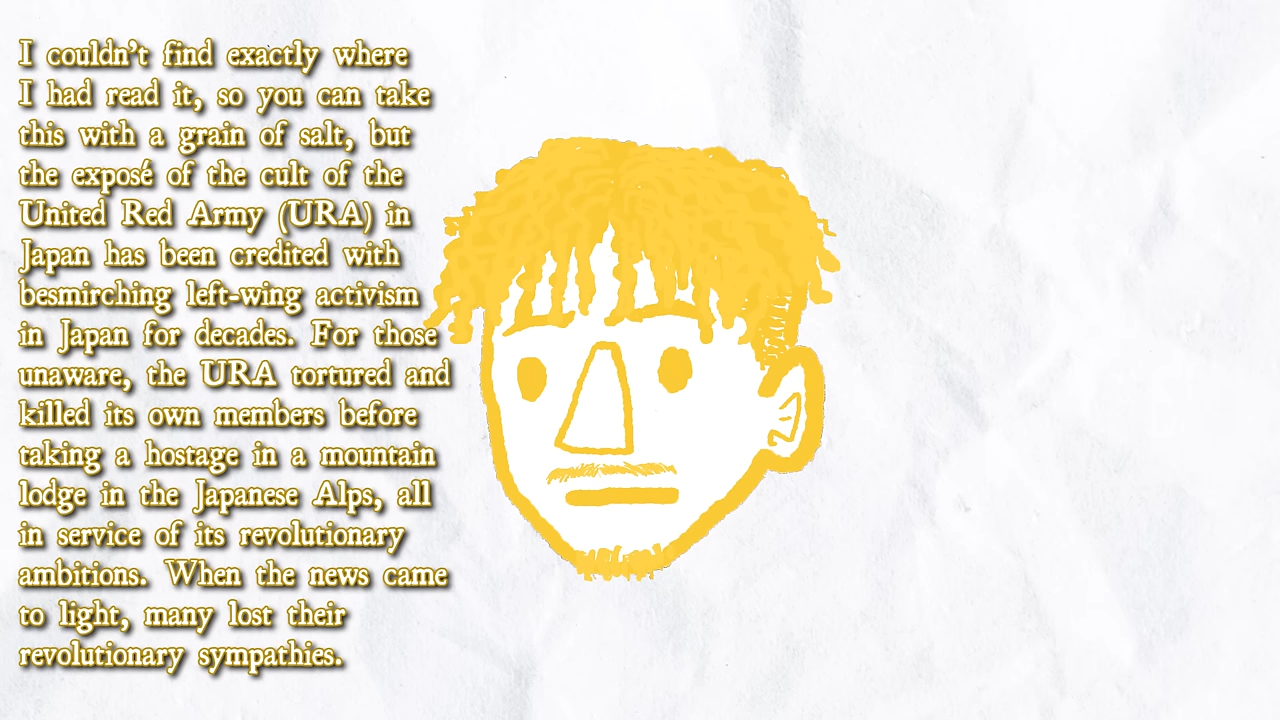 I couldn't find exactly where
I had read it, so you can take
this with a grain of salt, but
the exposé of the cult of the
United Red Army (URA) in
Japan has been credited with
besmirching left-wing activism
in Japan for decades. For those
unaware, the URA tortured and
killed its own members before
taking a hostage in a mountain
lodge in the Japanese Alps, all
in service of its revolutionary
ambitions. When the news came
to light, many lost their
revolutionary sympathies.